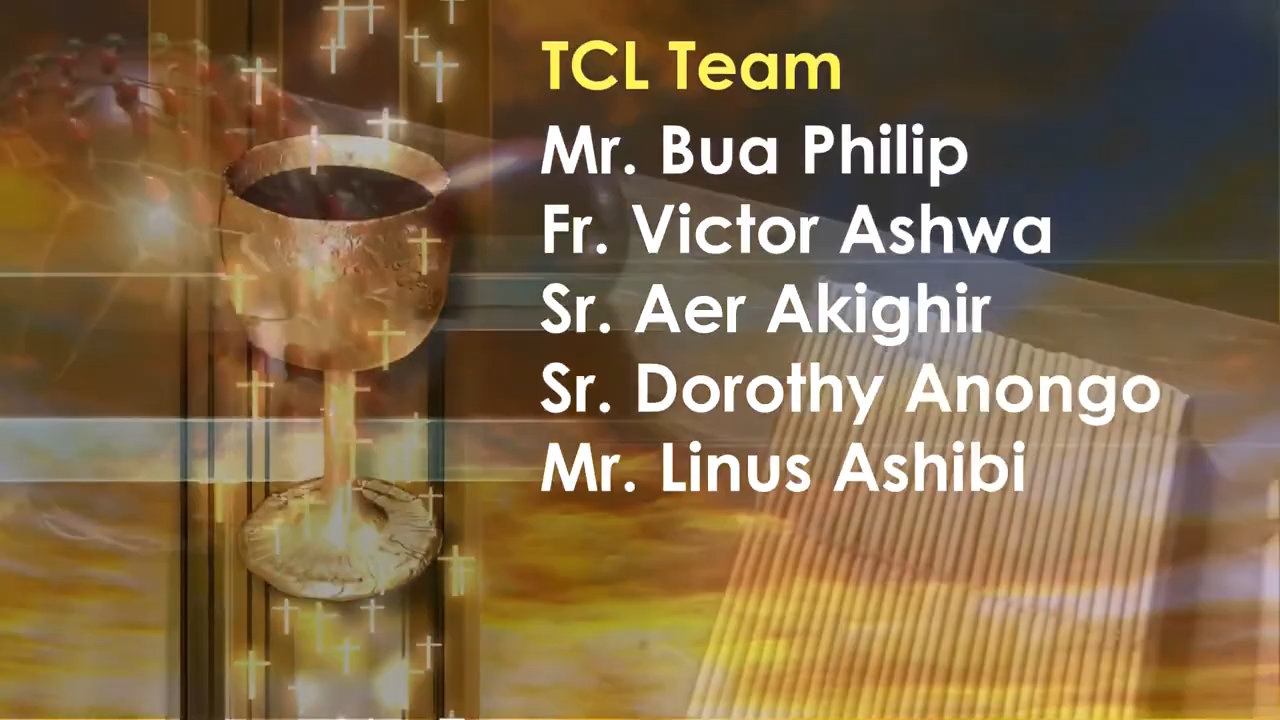 TCL Team
Mr. Bua Philip
Fr. Victor Ashwa
Sr. Aer Akighir
Sr. Dorothy Anongo
Mr. Linus Ashibi